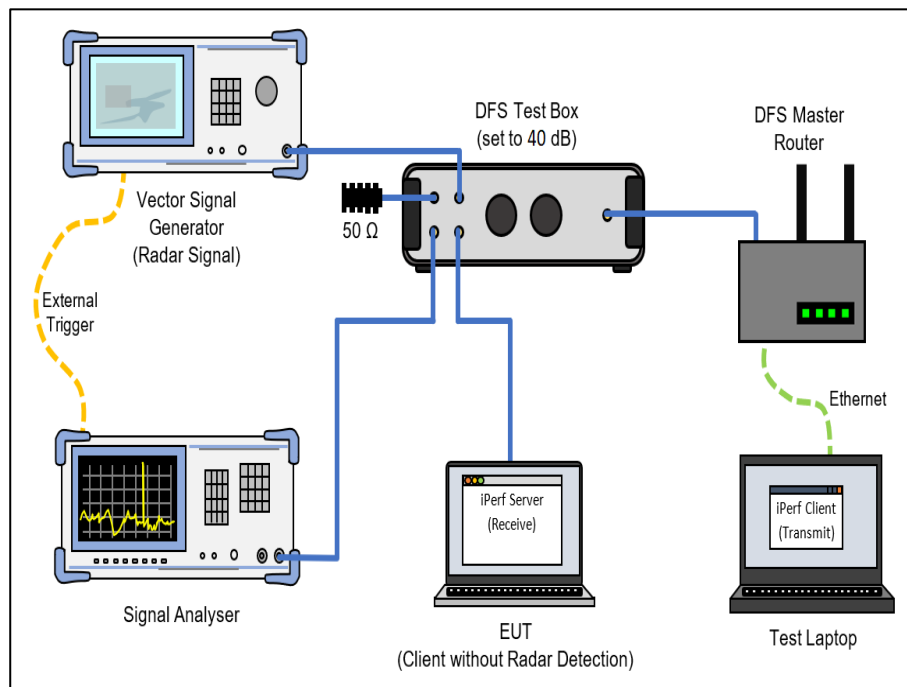 DFS Test Box
(set to 40 dB)
DFS Master
Router
Vector Signal
Generator
(Radar Signal)
50 Ω
External
Trigger
Ethernet
iPerf Server
(Receive)
iPerf Client
(Transmit)
Signal Analyser
EUT
(Client without Radar Detection)
Test Laptop